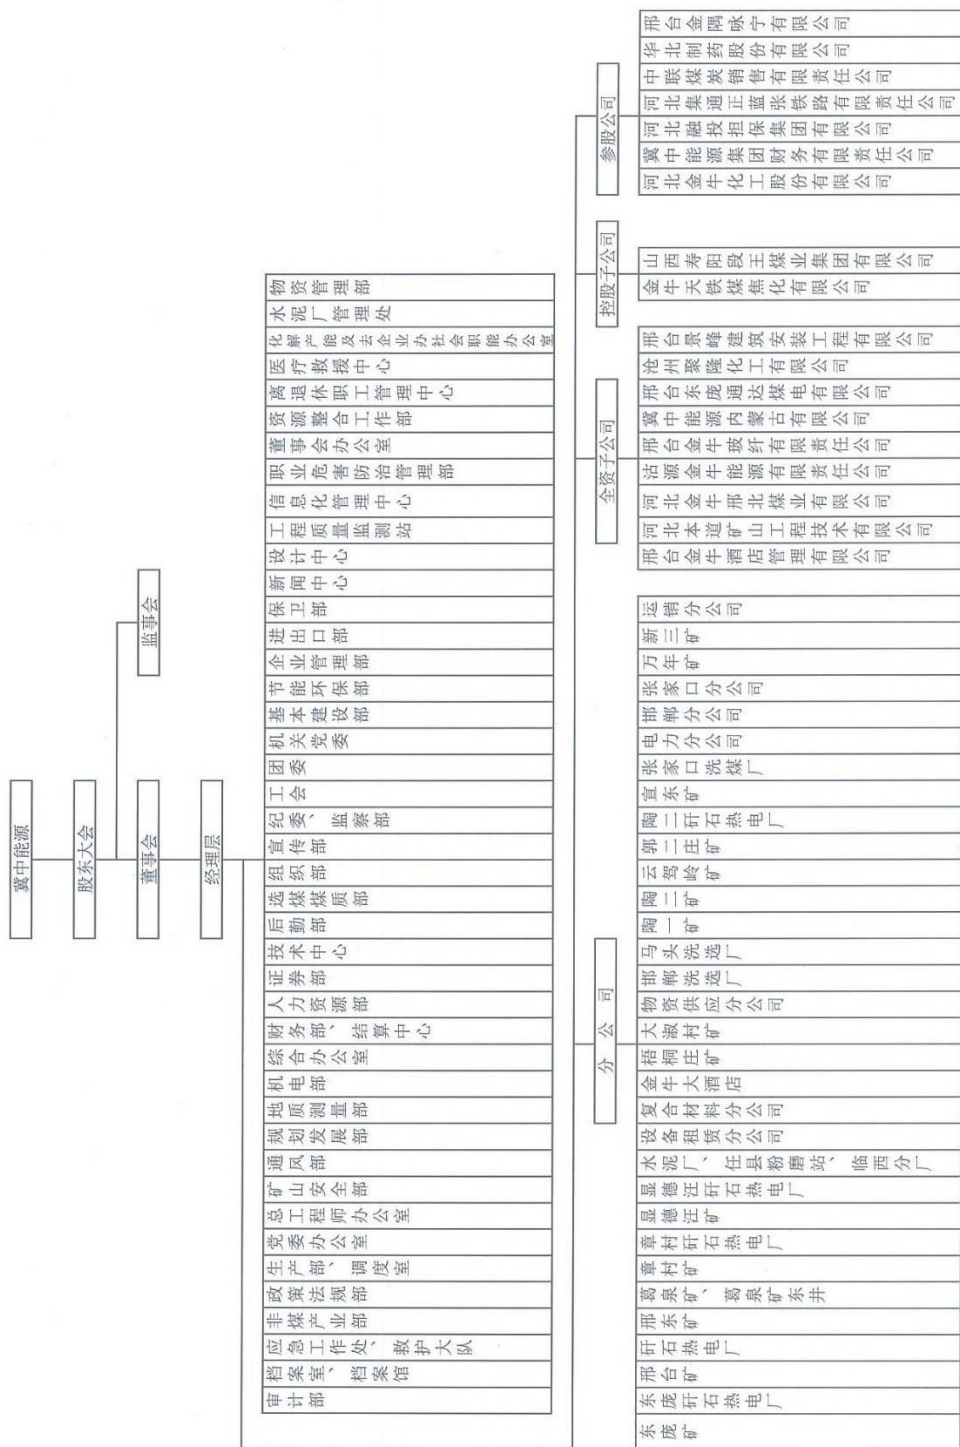 冀中能源
股东大会
监事会
董事会
经理层
审计部
档案室、档案馆
应急工作处、救护大队
非煤产业部
政策法规部
生产部、调度室
党委办公室
总工程师办公室
矿山安全部
通风部
规划发展部
地质测量部
机电部
综合办公室
财务部、结算中心
人力资源部
证券部
技术中心
后勤部
选煤煤质部
组织部
宣传部
纪委、监察部
工会
团委
机关党委
基本建设部
节能环保部
企业管理部
进出口部
保卫部
新闻中心
设计中心
工程质量监测站
信息化管理中心
职业危害防治管理部
董事会办公室
资源整合工作部
离退休职工管理中心
医疗救援中心
化解产能及去企业办社会职能办公室
水泥厂管理处
物资管理部
分公司
东庞矿
东庞矸石热电厂
邢台矿
矸石热电厂
邢东矿
葛泉矿、葛泉矿东井
章村矿
章村矸石热电厂
显德汪矿
显德汪矸石热电厂
水泥厂、任县粉磨站、临西分厂
设备租赁分公司
复合材料分公司
金牛大酒店
梧桐庄矿
大淑村矿
物资供应分公司
邯郸洗选厂
马头洗选厂
陶一矿
陶二矿
云驾岭矿
郭二庄矿
陶二矸石热电厂
宣东矿
张家口洗煤厂
电力分公司
邯郸分公司
张家口分公司
万年矿
新三矿
运销分公司
全资子公司
邢台金牛酒店管理有限公司
河北本道矿山工程技术有限公司
河北金牛邢北煤业有限公司
沽源金牛能源有限责任公司
邢台金牛玻纤有限责任公司
冀中能源内蒙古有限公司
邢台东庞通达煤电有限公司
沧州聚隆化工有限公司
邢台景峰建筑安装工程有限公司
控股子公司
金牛天铁煤焦化有限公司
山西寿阳段王煤业集团有限公司
参股公司
河北金牛化工股份有限公司
冀中能源集团财务有限责任公司
河北融投担保集团有限公司
河北集通正蓝张铁路有限责任公司
中联煤炭销售有限责任公司
华北制药股份有限公司
邢台金隅咏宁有限公司